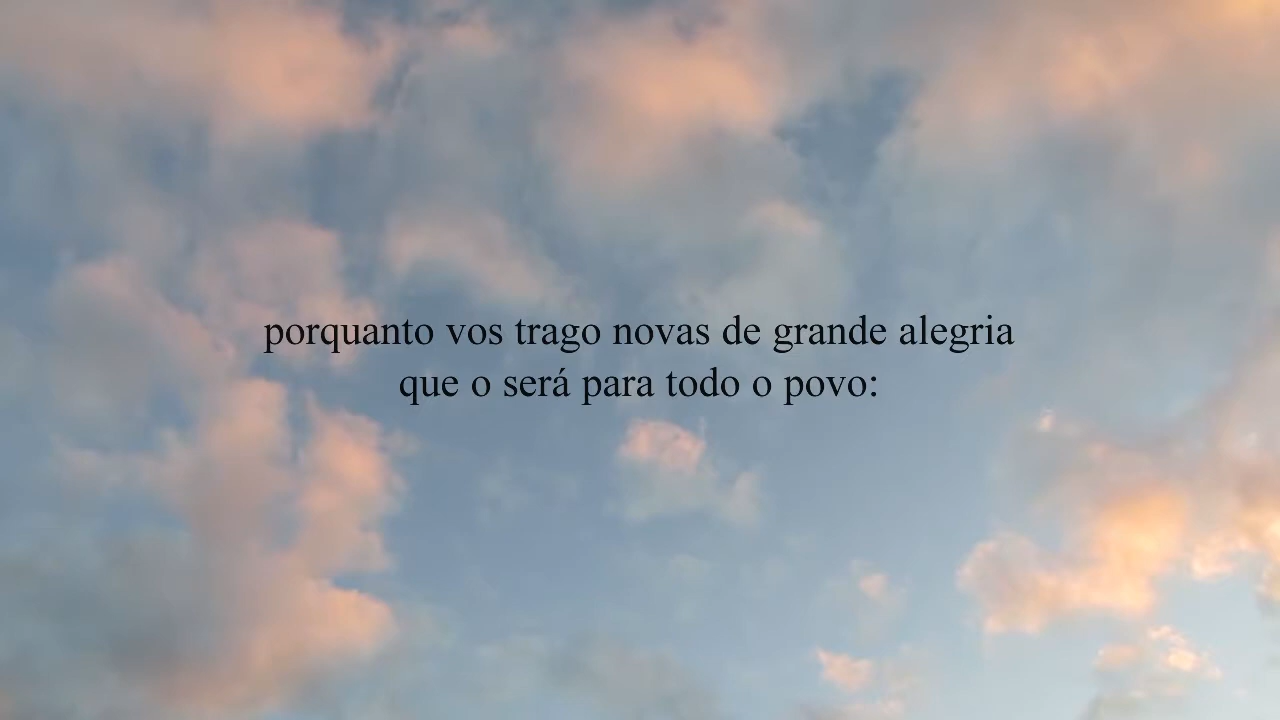 porquanto vos trago novas de grande alegria
que o será para todo o povo: